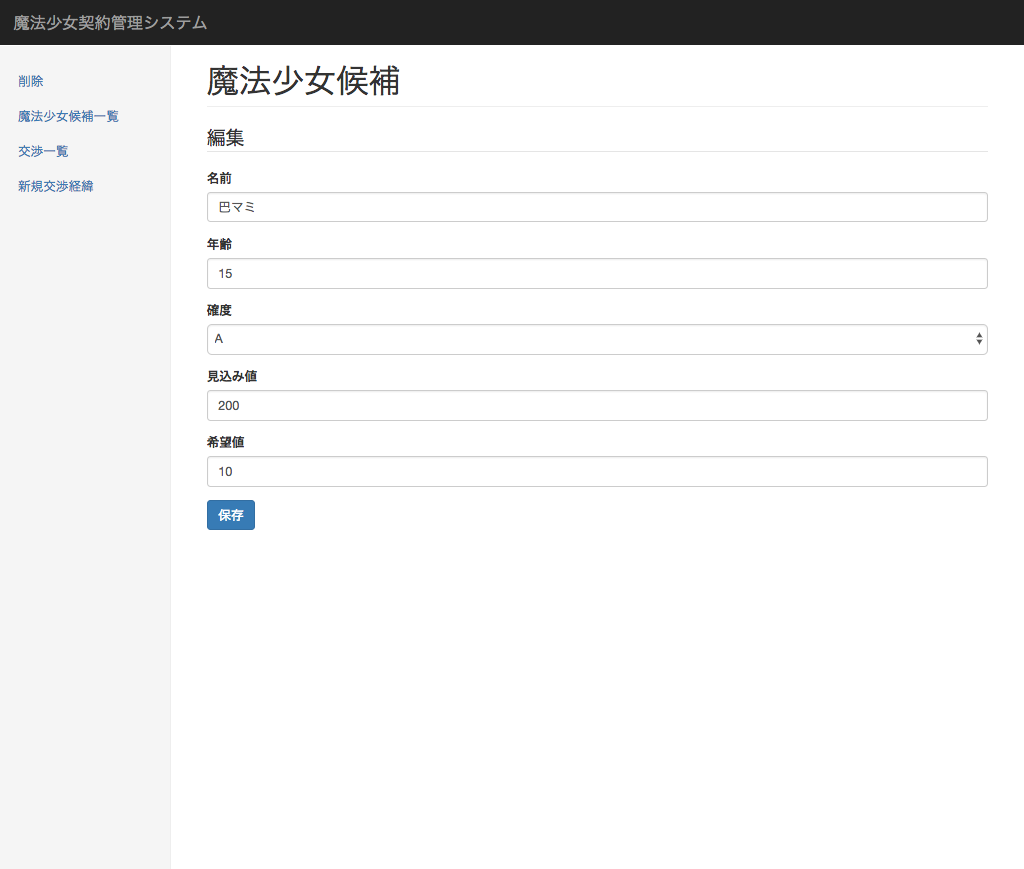 魔法少女契約管理システム
削除
魔法少女候補一覧
交渉一覧
新規交渉経緯
魔法少女候補
編集
名前
巴マミ
年齢
15
確度
A
見込み値
200
希望値
10
保存